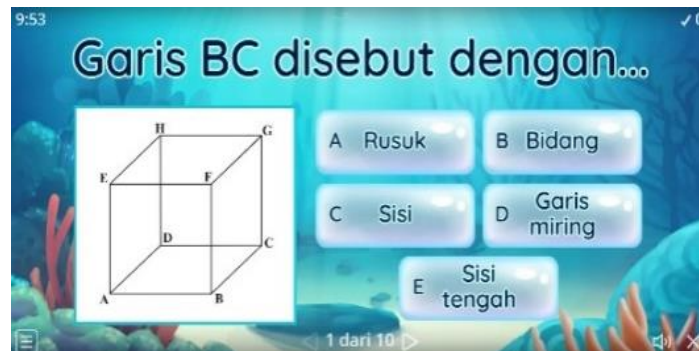 9:53
Garis BC disebut dengan...
H
G
E
F
D
C
A
B
A Rusuk
B Bidang
C Sisi
D Garis
miring
E Sisi
tengah
1 dari 10